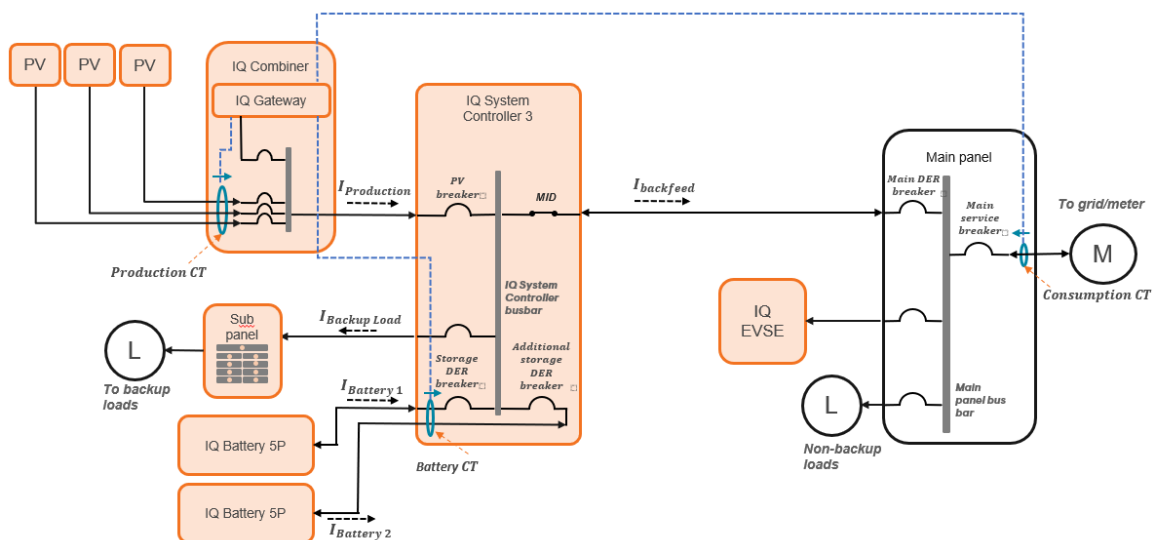 PV
PV
PV
IQ Combiner
IQ Gateway
Production CT
I Production
IQ System
Controller 3
PV
breaker□
MID
IQ System
Controller
busbar
I backfeed
Main panel
Main DER
breaker □
Main
service
breaker□
To grid/meter
M
Consumption CT
IQ
EVSE
L
Non-backup
loads
Main
panel bus
bar
Sub
panel
I Backup Load
L
To backup
loads
Storage
DER
breaker□
Additional
storage
DER
breaker □
I Battery 1
IQ Battery 5P
Battery CT
IQ Battery 5P
I Battery 2